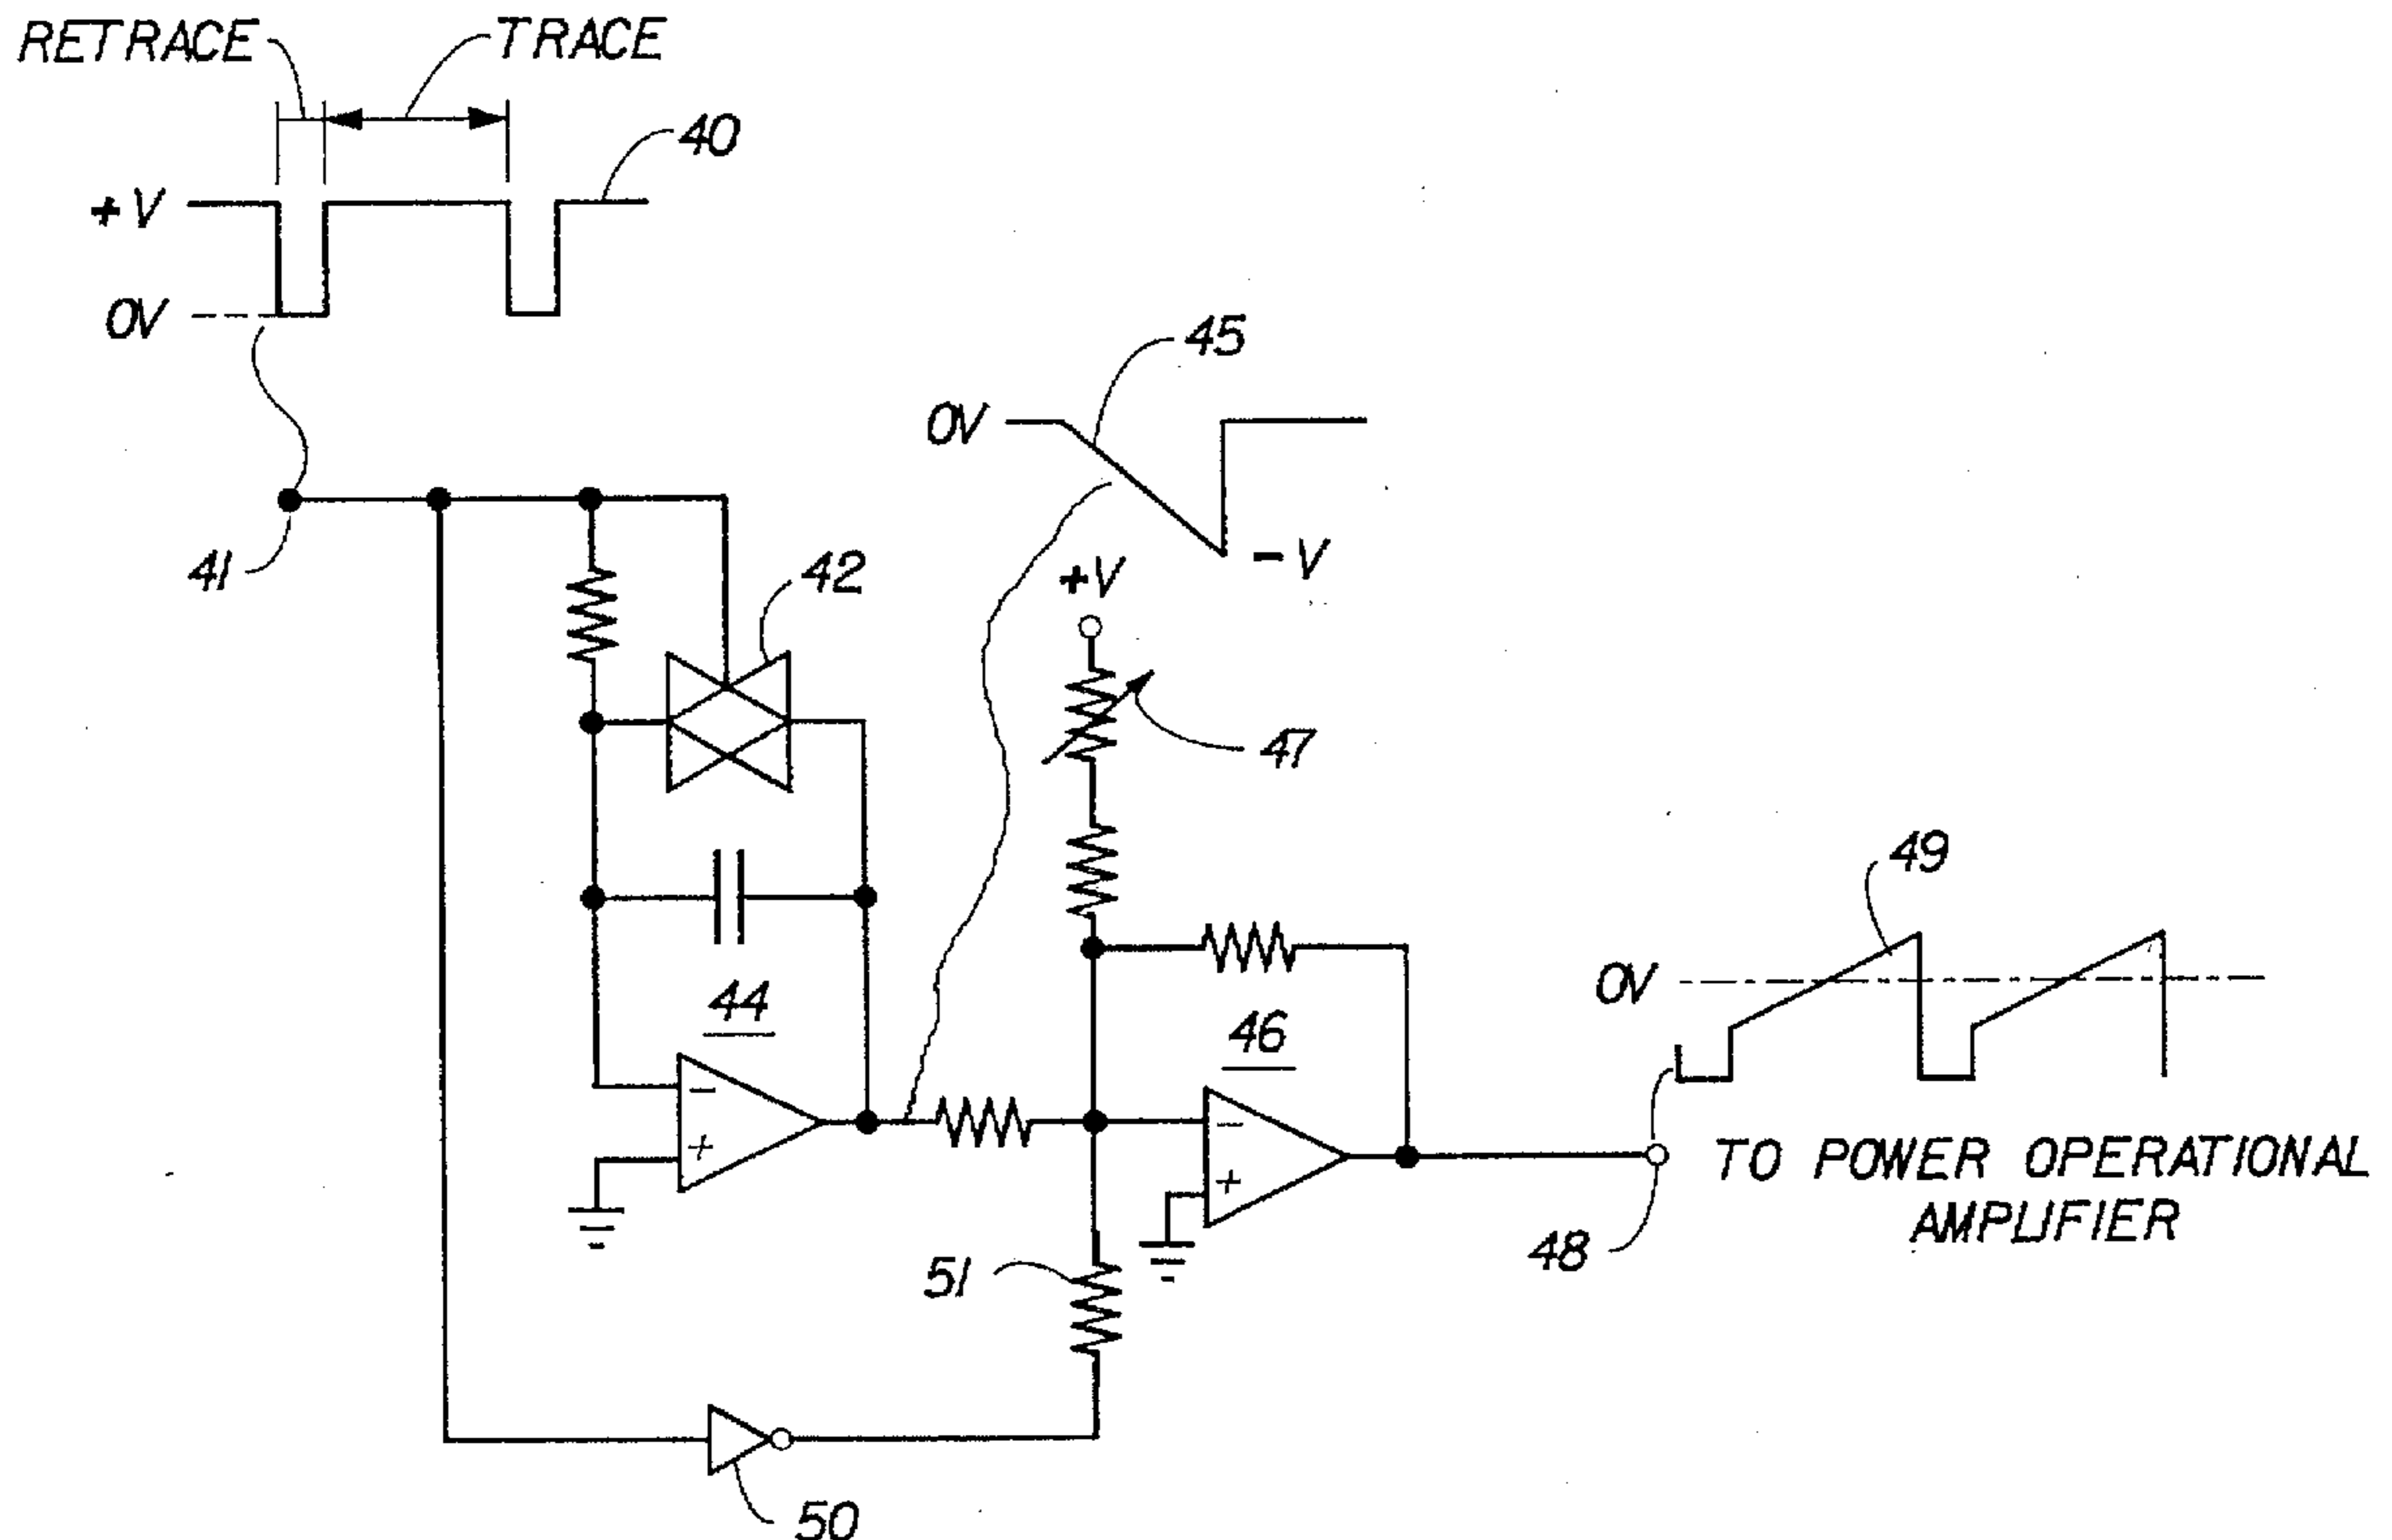 RETRACE
TRACE
40
+V
0V
45
0V
-V
41
42
+V
47
49
44
0V
46
-
+
-
+
TO POWER OPERATIONAL
AMPLIFIER
48
51
50